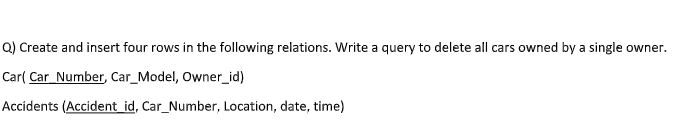 Q) Create and insert four rows in the following relations. Write a query to delete all cars owned by a single owner.
Car( Car_Number, Car_Model, Owner_id)
Accidents (Accident_id, Car_Number, Location, date, time)